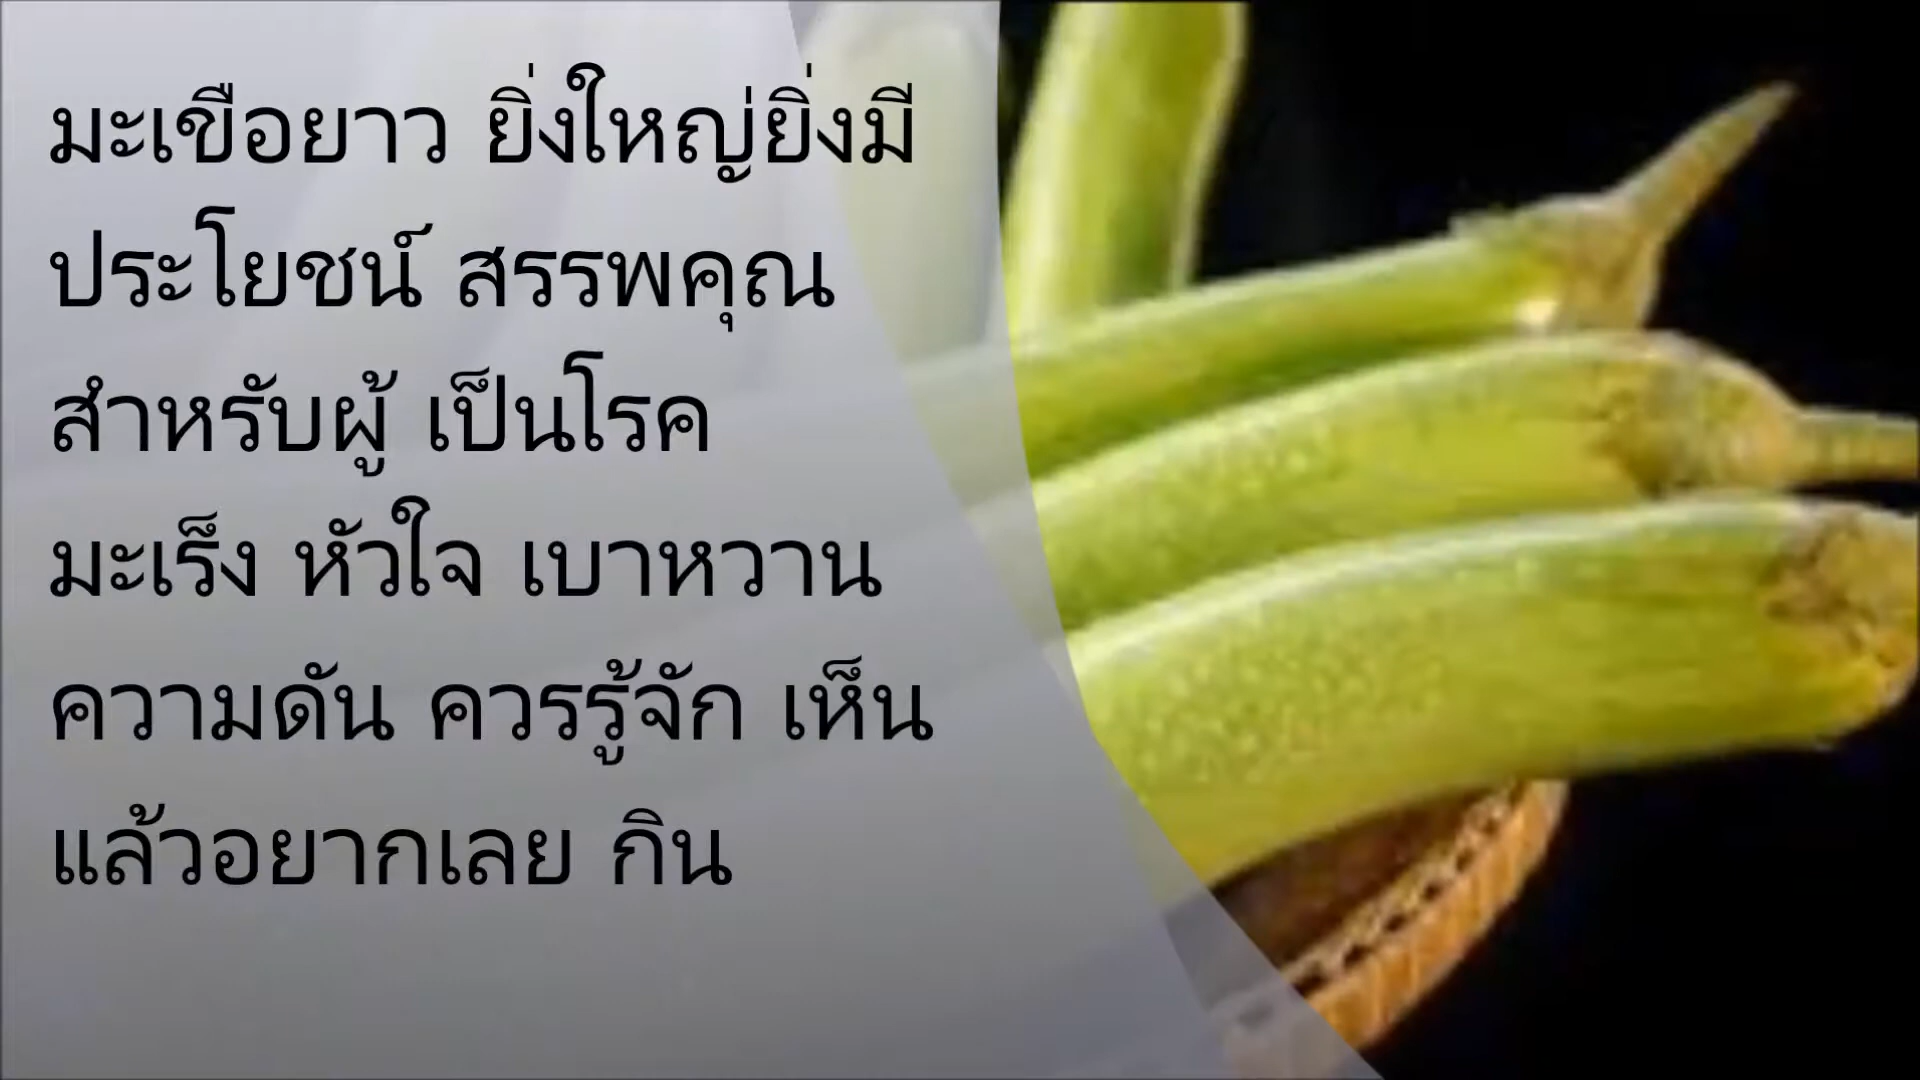 มะเขือยาว ยิ่งใหญ่ยิ่งมี
ประโยชน์ สรรพคุณ
สำหรับผู้ เป็นโรค
มะเร็ง หัวใจ เบาหวาน
ความดัน ควรรู้จัก เห็น
แล้วอยากเลย กิน